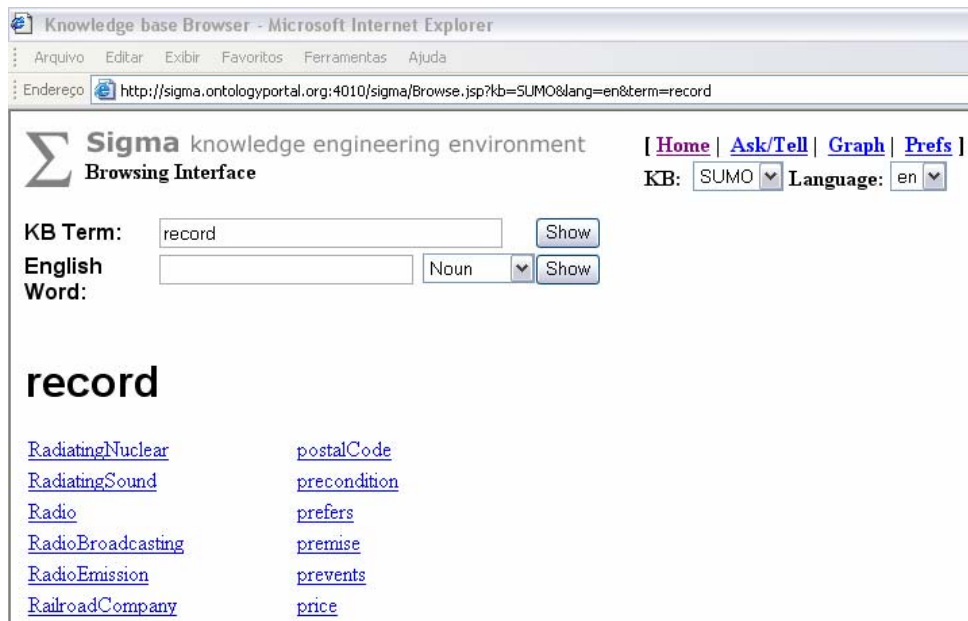 Knowledge base Browser - Microsoft Internet Explorer
Arquivo Editar Exibir Favoritos Ferramentas Ajuda
Endereço http://sigma.ontologyportal.org:4010/sigma/Browse.jsp?kb=SUMO&lang=en&term=record
Σ Sigma knowledge engineering environment
Browsing Interface
[ Home | Ask/Tell | Graph | Prefs ]
KB: SUMO Language: en
KB Term: record Show
English Word: Noun Show
record
RadiatingNuclear postalCode
RadiatingSound precondition
Radio prefers
RadioBroadcasting premise
RadioEmission prevents
RailroadCompany price